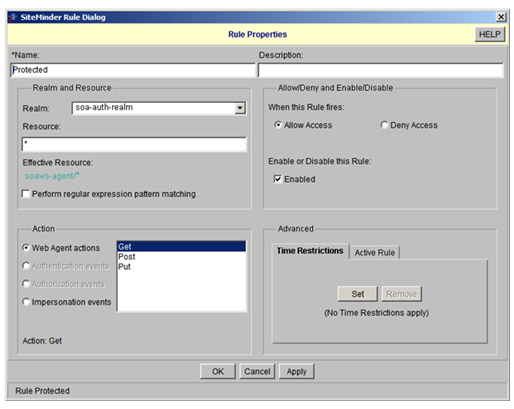 SiteMinder Rule Dialog
Rule Properties
HELP
*Name:
Description:
Protected
Realm and Resource
Realm:
soa-auth-realm
Resource:
*
Effective Resource:
soaws-agent/*
Perform regular expression pattern matching
Allow/Deny and Enable/Disable
When this Rule fires:
Allow Access
Deny Access
Enable or Disable this Rule:
Enabled
Action
Web Agent actions
Authentication events
Authorization events
Impersonation events
Get
Post
Put
Action: Get
Advanced
Time Restrictions
Active Rule
Set
Remove
(No Time Restrictions apply)
OK
Cancel
Apply
Rule Protected